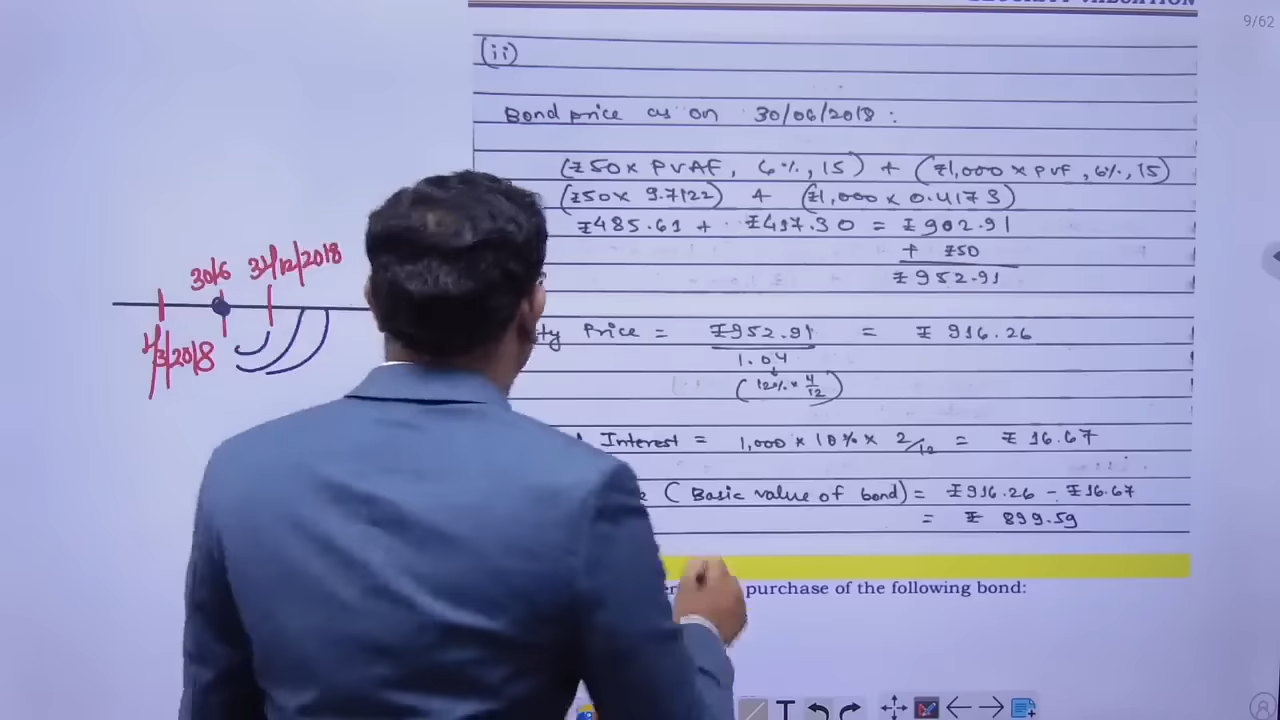 SECURITY VALUATION
9/62
(ii)
Bond price as on 30/06/2018 :
(₹50 x PVAF, 6%, 15) + (₹1,000 x PVF, 6%, 15)
(₹50 x 9.7122) + (₹1,000 x 0.4173)
₹485.61 + ₹417.30 = ₹902.91
+ ₹50
₹952.91
ty Price = ₹952.91 = ₹ 916.26
1.04
(12% x 4/12)
Interest = 1,000 x 10% x 2/12 = ₹ 16.67
(Basic value of bond) = ₹916.26 - ₹16.67
= ₹ 899.59
purchase of the following bond:
30/6 31/12/2018
1/3/2018
T